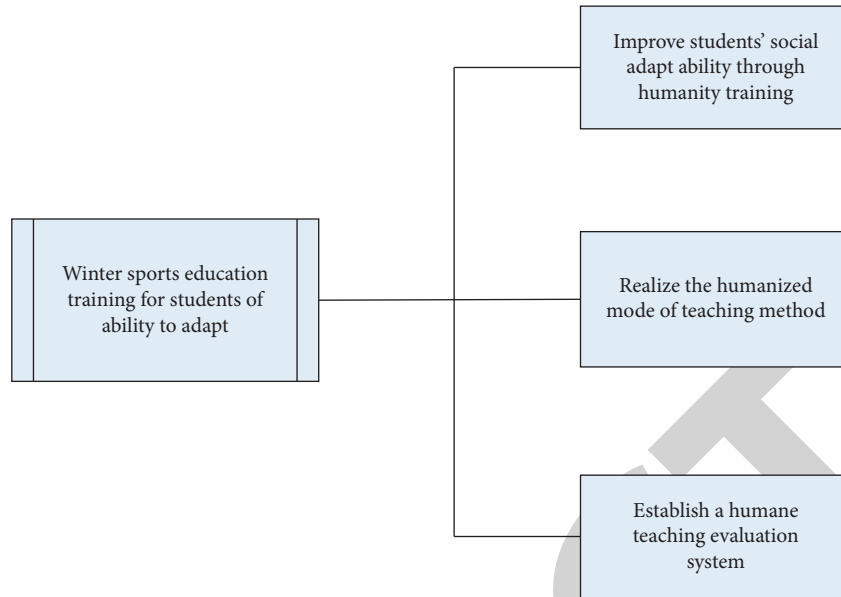 Improve students’ social
adapt ability through
humanity training
Winter sports education
training for students of
ability to adapt
Realize the humanized
mode of teaching method
Establish a humane
teaching evaluation
system